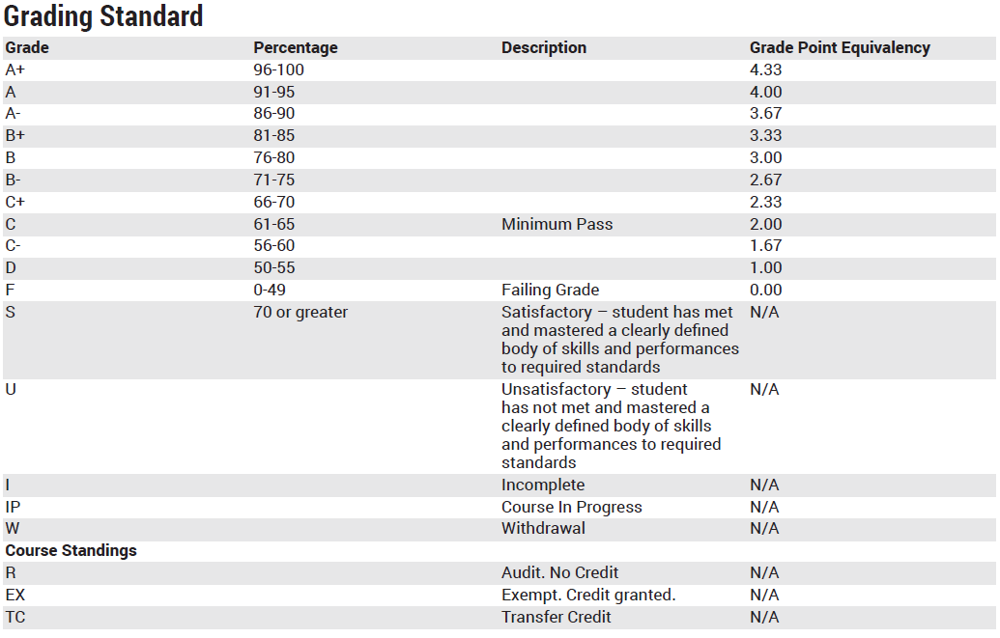 Grading Standard
Grade Percentage Description Grade Point Equivalency
A+ 96-100 4.33
A 91-95 4.00
A- 86-90 3.67
B+ 81-85 3.33
B 76-80 3.00
B- 71-75 2.67
C+ 66-70 2.33
C 61-65 Minimum Pass 2.00
C- 56-60 1.67
D 50-55 1.00
F 0-49 Failing Grade 0.00
S 70 or greater Satisfactory – student has met N/A
and mastered a clearly defined
body of skills and performances
to required standards
U Unsatisfactory – student N/A
has not met and mastered a
clearly defined body of skills
and performances to required
standards
I Incomplete N/A
IP Course In Progress N/A
W Withdrawal N/A
Course Standings
R Audit. No Credit N/A
EX Exempt. Credit granted. N/A
TC Transfer Credit N/A